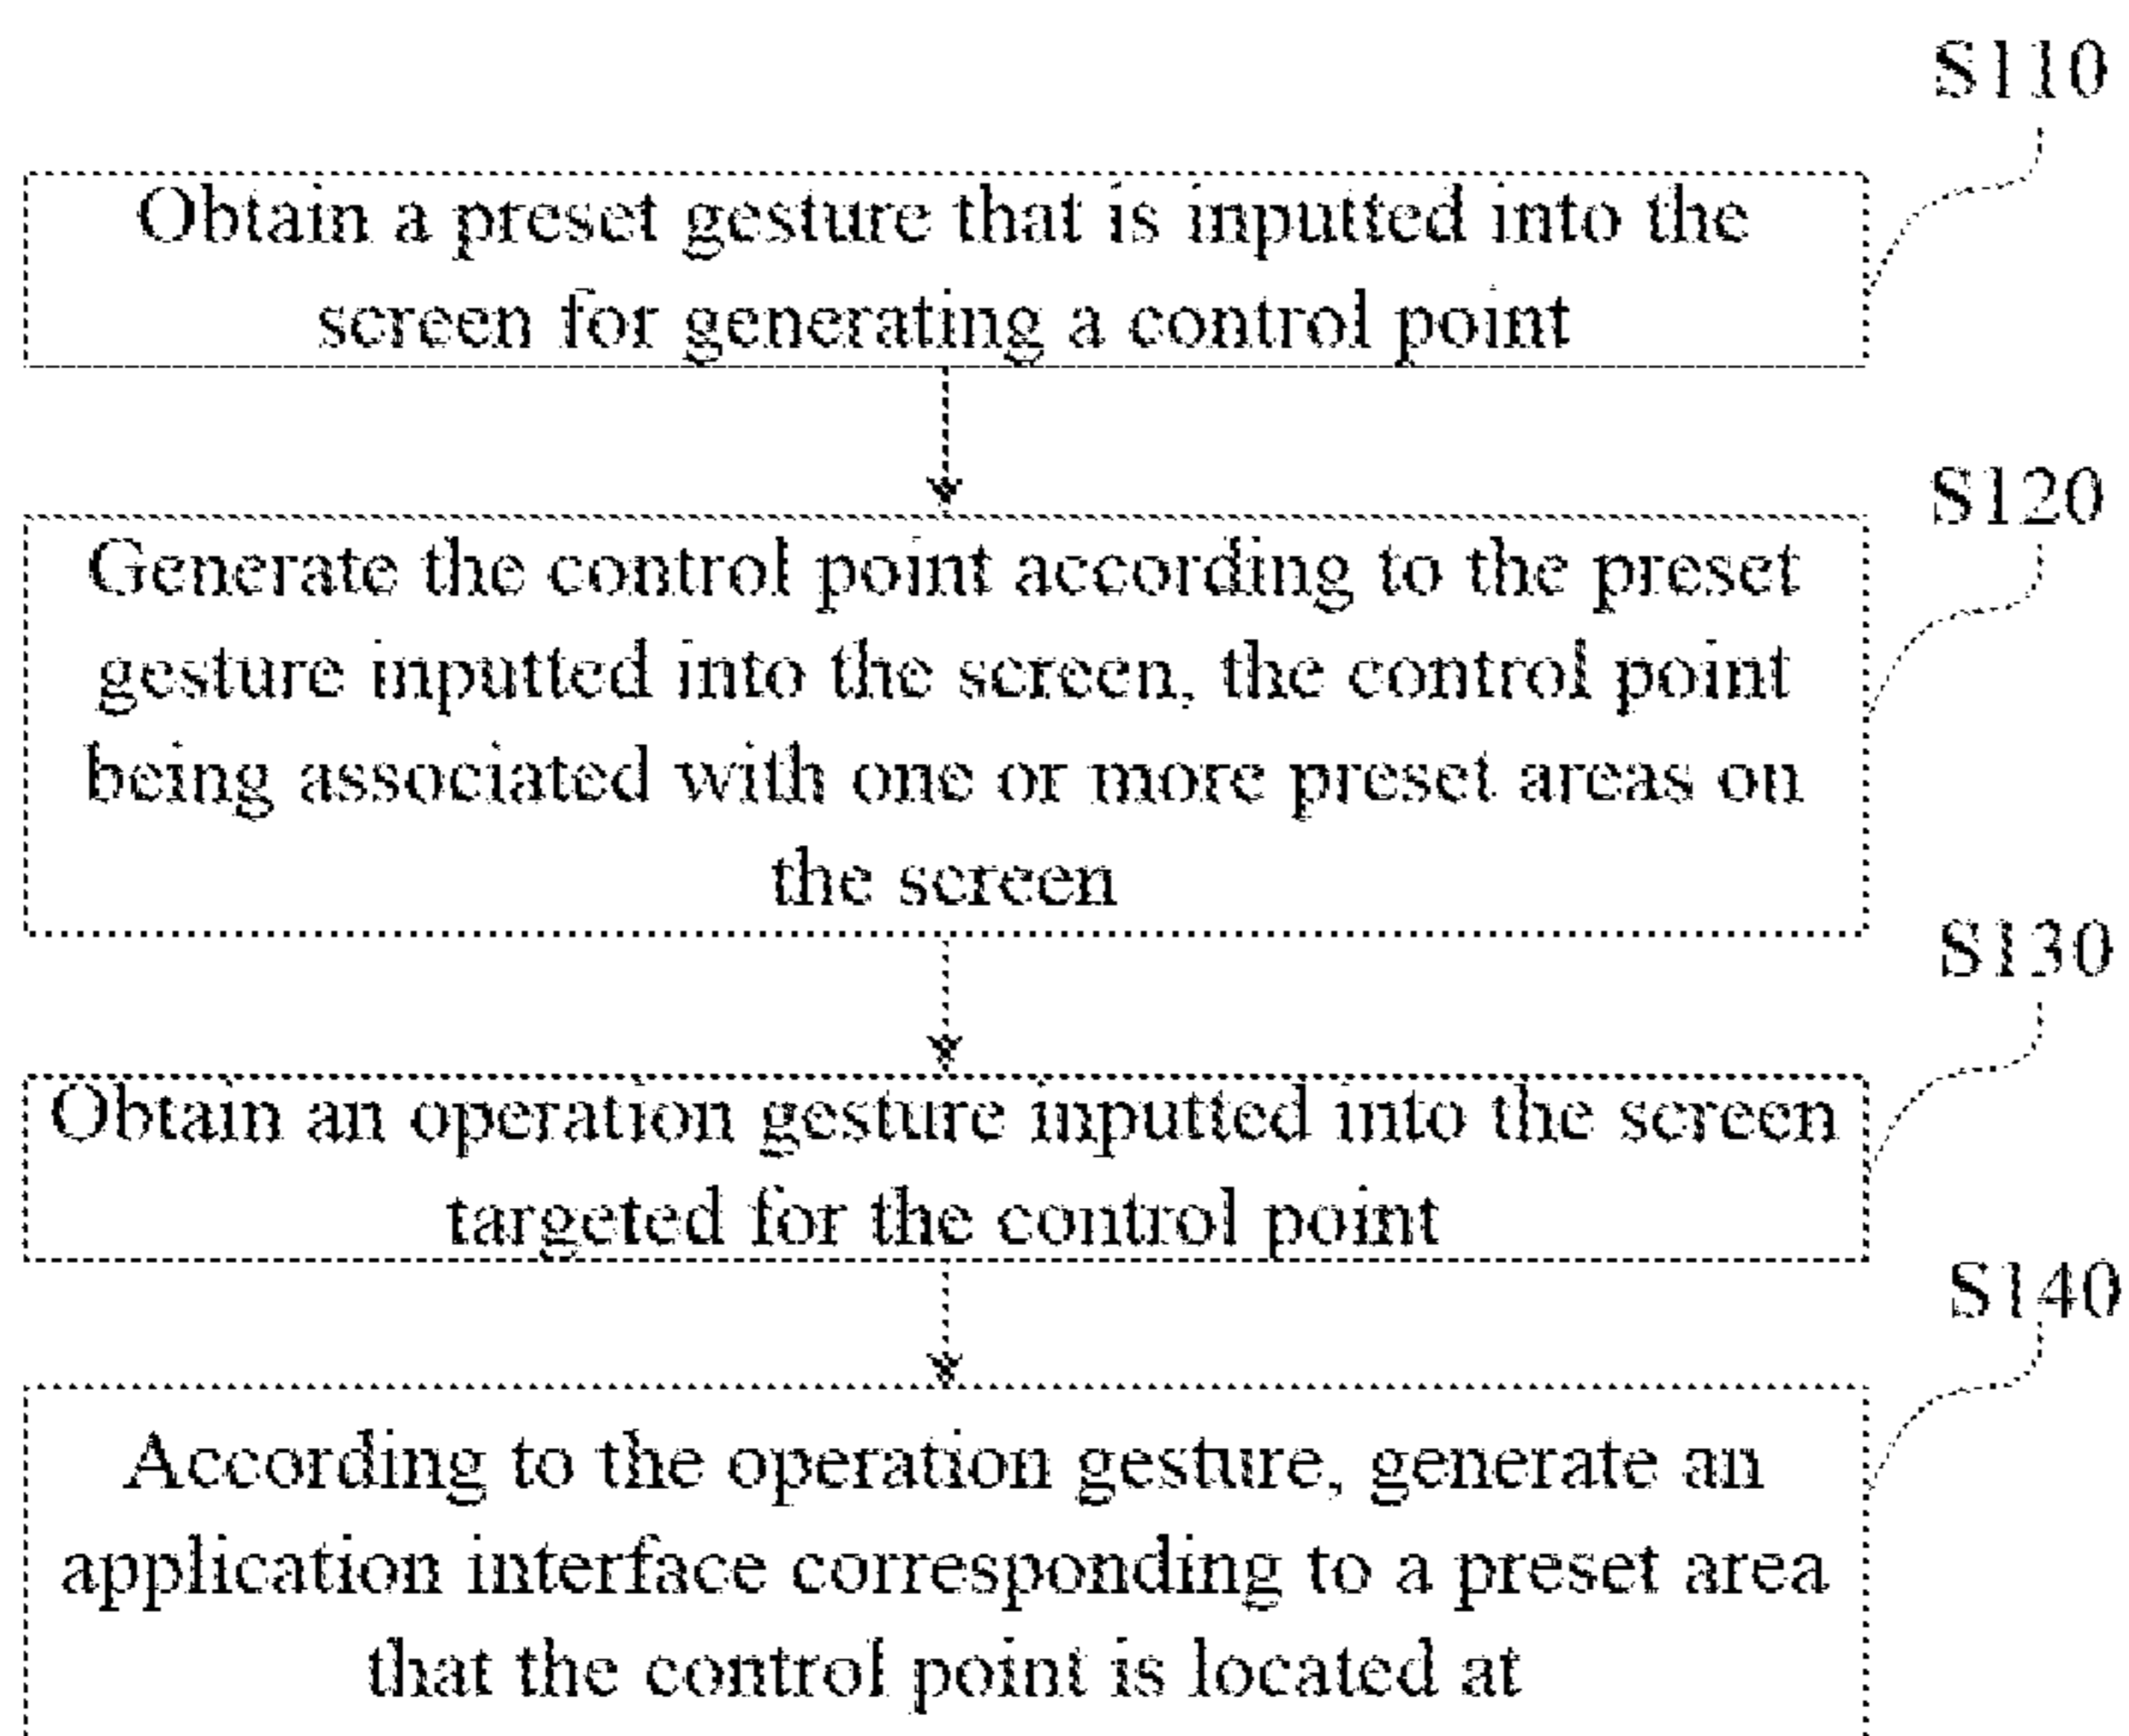 S110
Obtain a preset gesture that is inputted into the
screen for generating a control point
S120
Generate the control point according to the preset
gesture inputted into the screen, the control point
being associated with one or more preset areas on
the screen
S130
Obtain an operation gesture inputted into the screen
targeted for the control point
S140
According to the operation gesture, generate an
application interface corresponding to a preset area
that the control point is located at